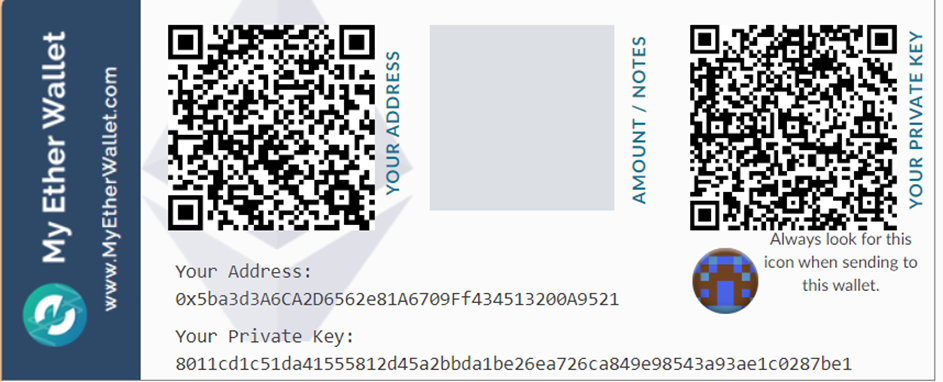 My Ether Wallet
www.MyEtherWallet.com
YOUR ADDRESS
AMOUNT / NOTES
YOUR PRIVATE KEY
Always look for this
icon when sending to
this wallet.
Your Address:
0x5ba3d3A6CA2D6562e81A6709Ff434513200A9521
Your Private Key:
8011cd1c51da41555812d45a2bbda1be26ea726ca849e98543a93ae1c0287be1